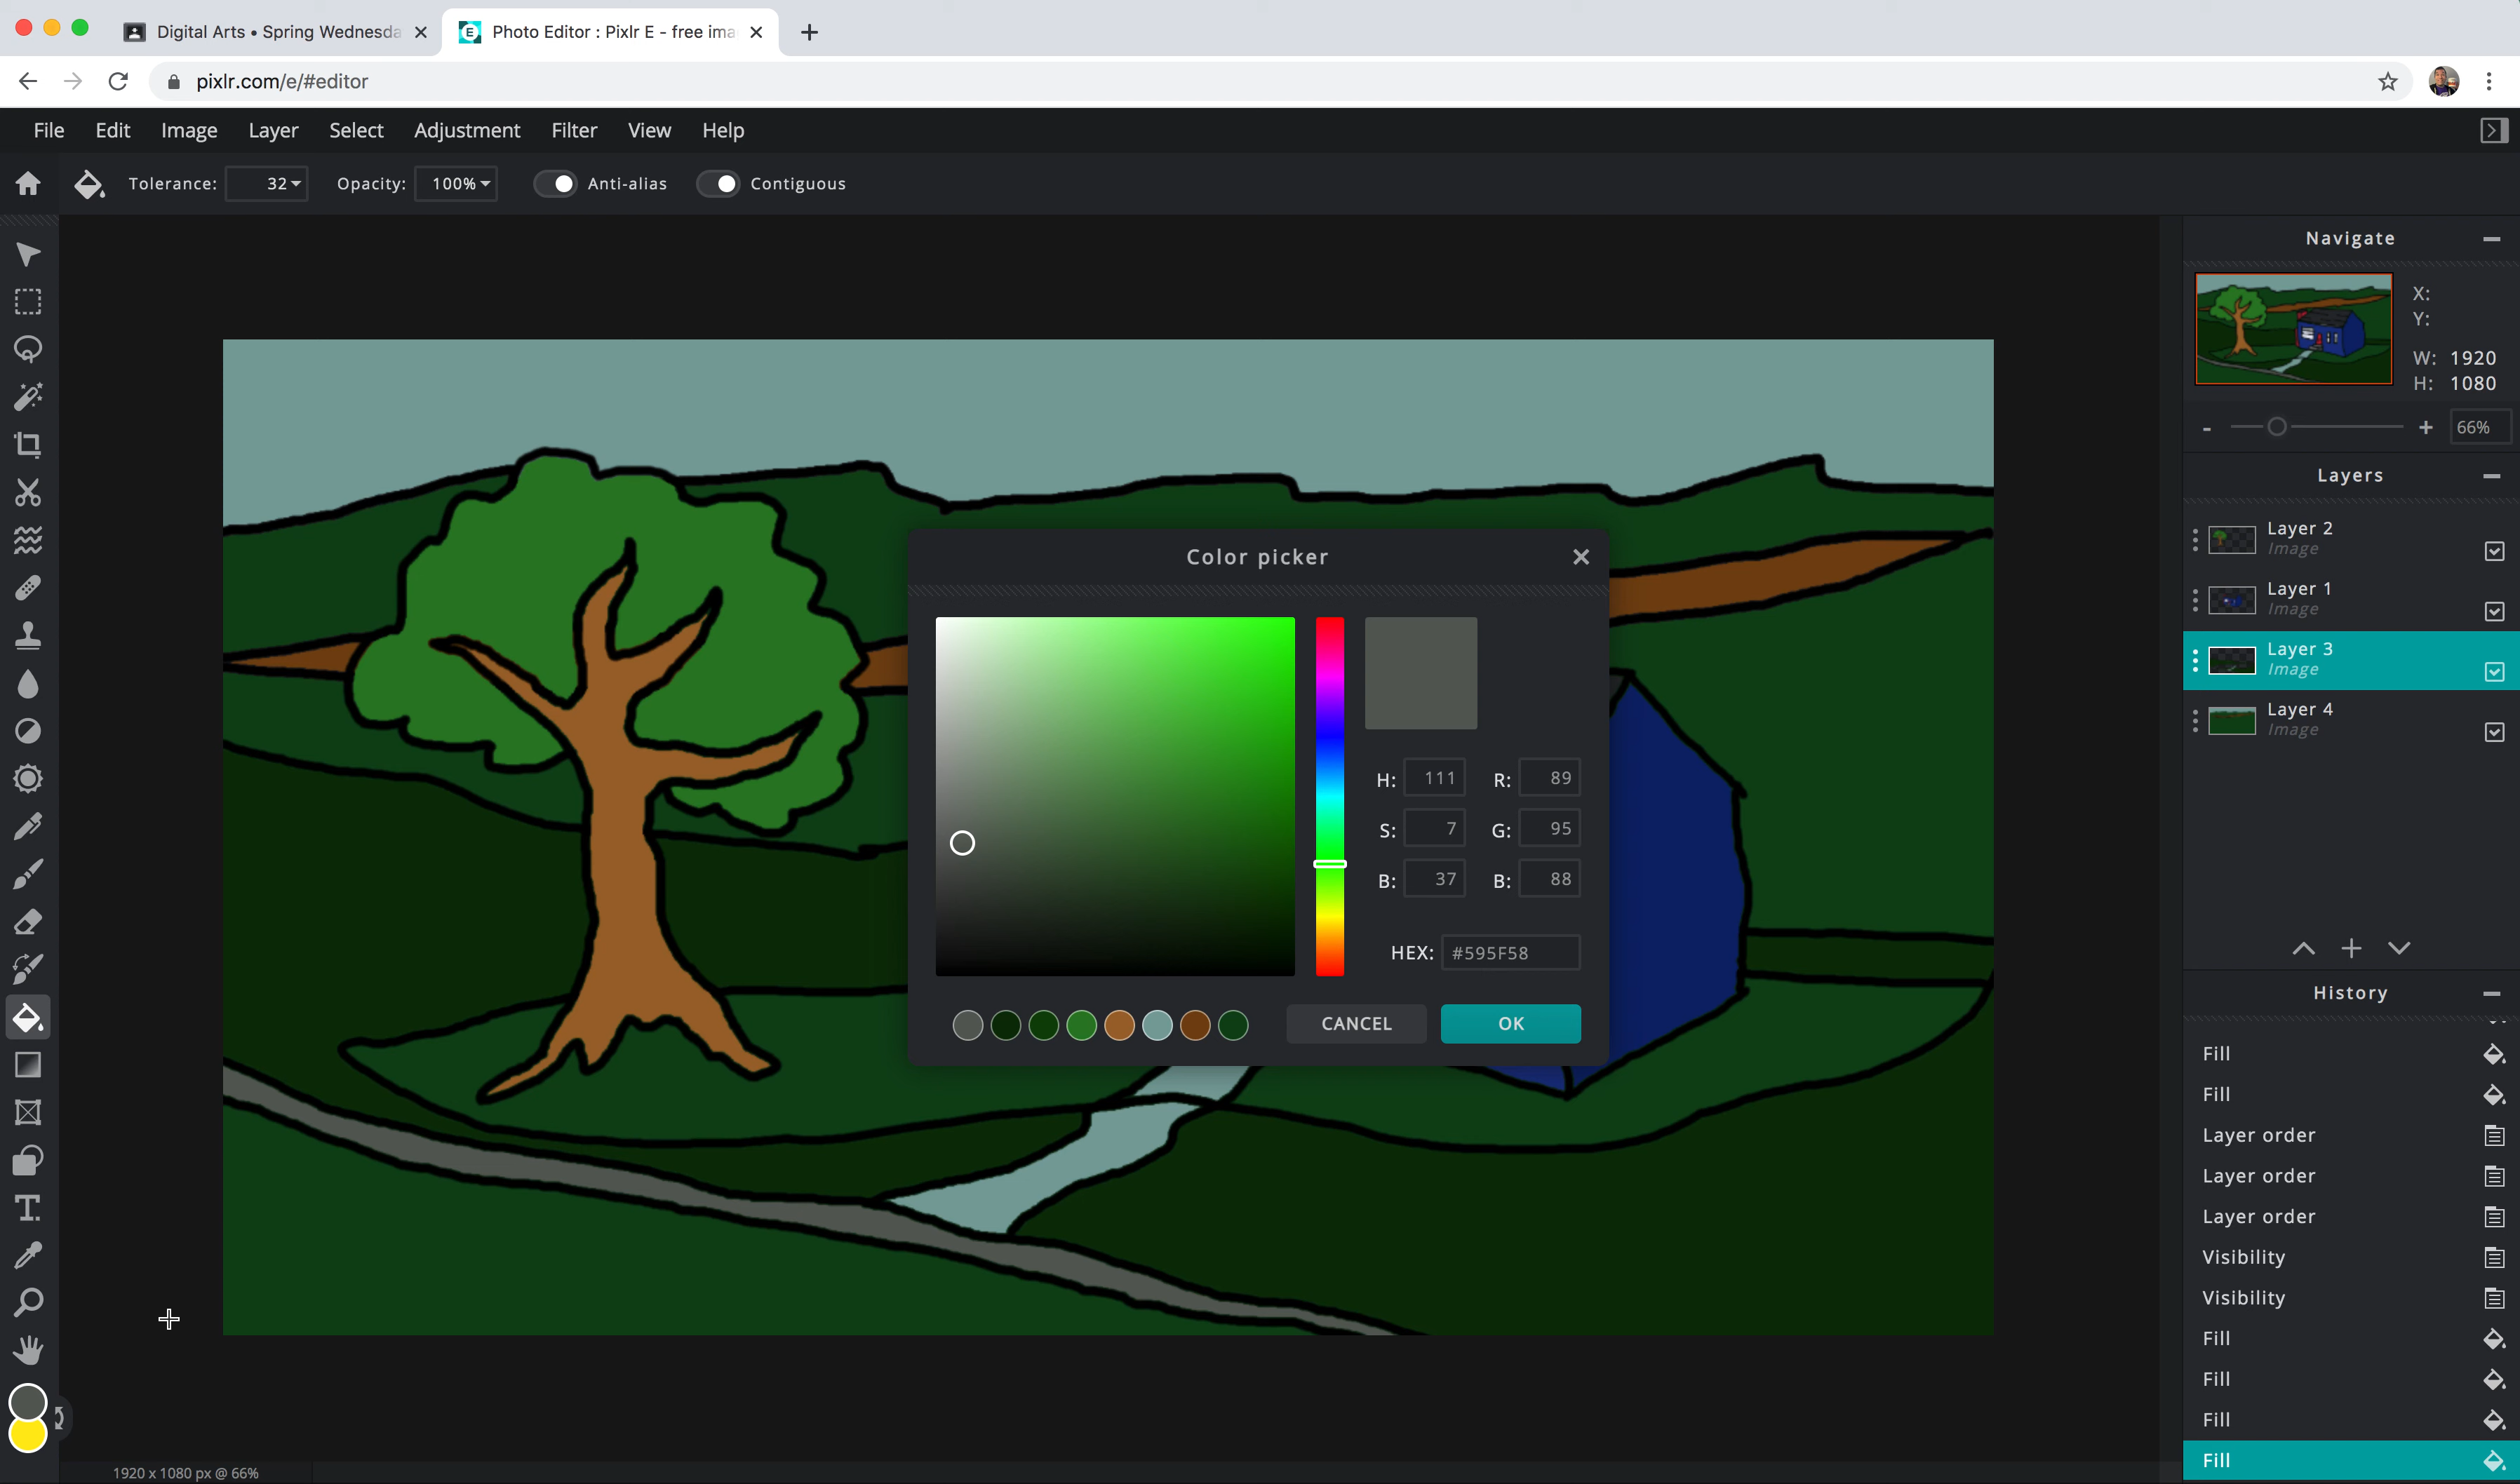 Digital Arts • Spring Wednesda
Photo Editor : Pixlr E - free ima
pixlr.com/e/#editor
File Edit Image Layer Select Adjustment Filter View Help
Tolerance: 32 Opacity: 100% Anti-alias Contiguous
Navigate
X:
Y:
W: 1920
H: 1080
- + 66%
Layers
Layer 2
Image
Layer 1
Image
Layer 3
Image
Layer 4
Image
Color picker
H: 111 R: 89
S: 7 G: 95
B: 37 B: 88
HEX: #595F58
CANCEL OK
History
Fill
Fill
Layer order
Layer order
Layer order
Visibility
Visibility
Fill
Fill
Fill
Fill
1920 x 1080 px @ 66%